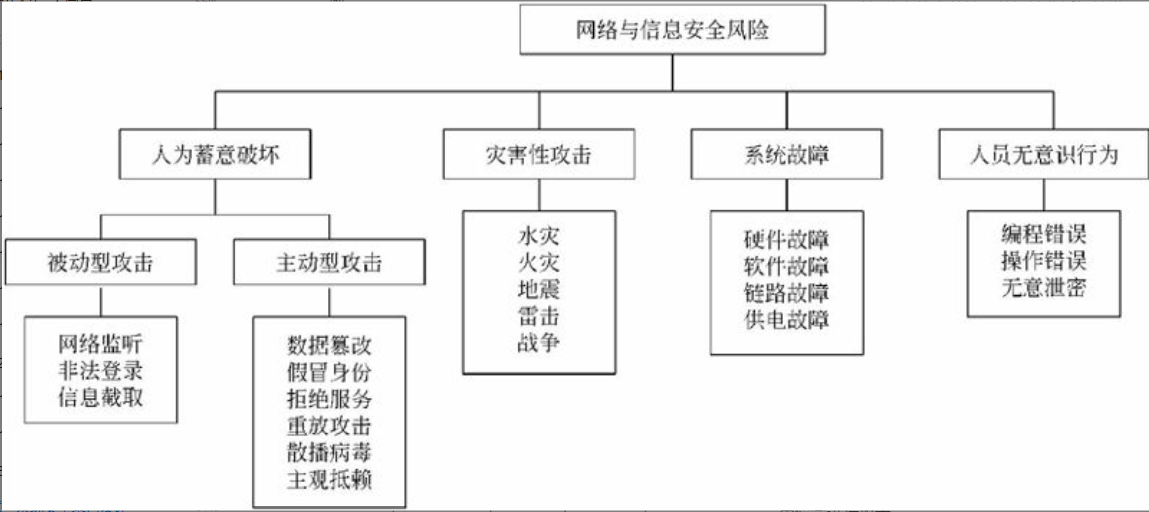 网络与信息安全风险
人为蓄意破坏
灾害性攻击
系统故障
人员无意识行为
被动型攻击
主动型攻击
网络监听
非法登录
信息截取
数据篡改
假冒身份
拒绝服务
重放攻击
散播病毒
主观抵赖
水灾
火灾
地震
雷击
战争
硬件故障
软件故障
链路故障
供电故障
编程错误
操作错误
无意泄密